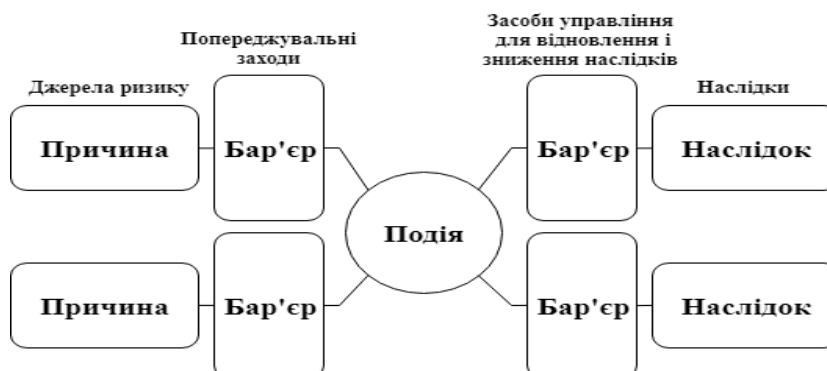 Засоби управління
для відновлення і
зниження наслідків
Попереджувальні
заходи
Джерела ризику
Наслідки
Причина
Бар'єр
Бар'єр
Наслідок
Подія
Причина
Бар'єр
Бар'єр
Наслідок